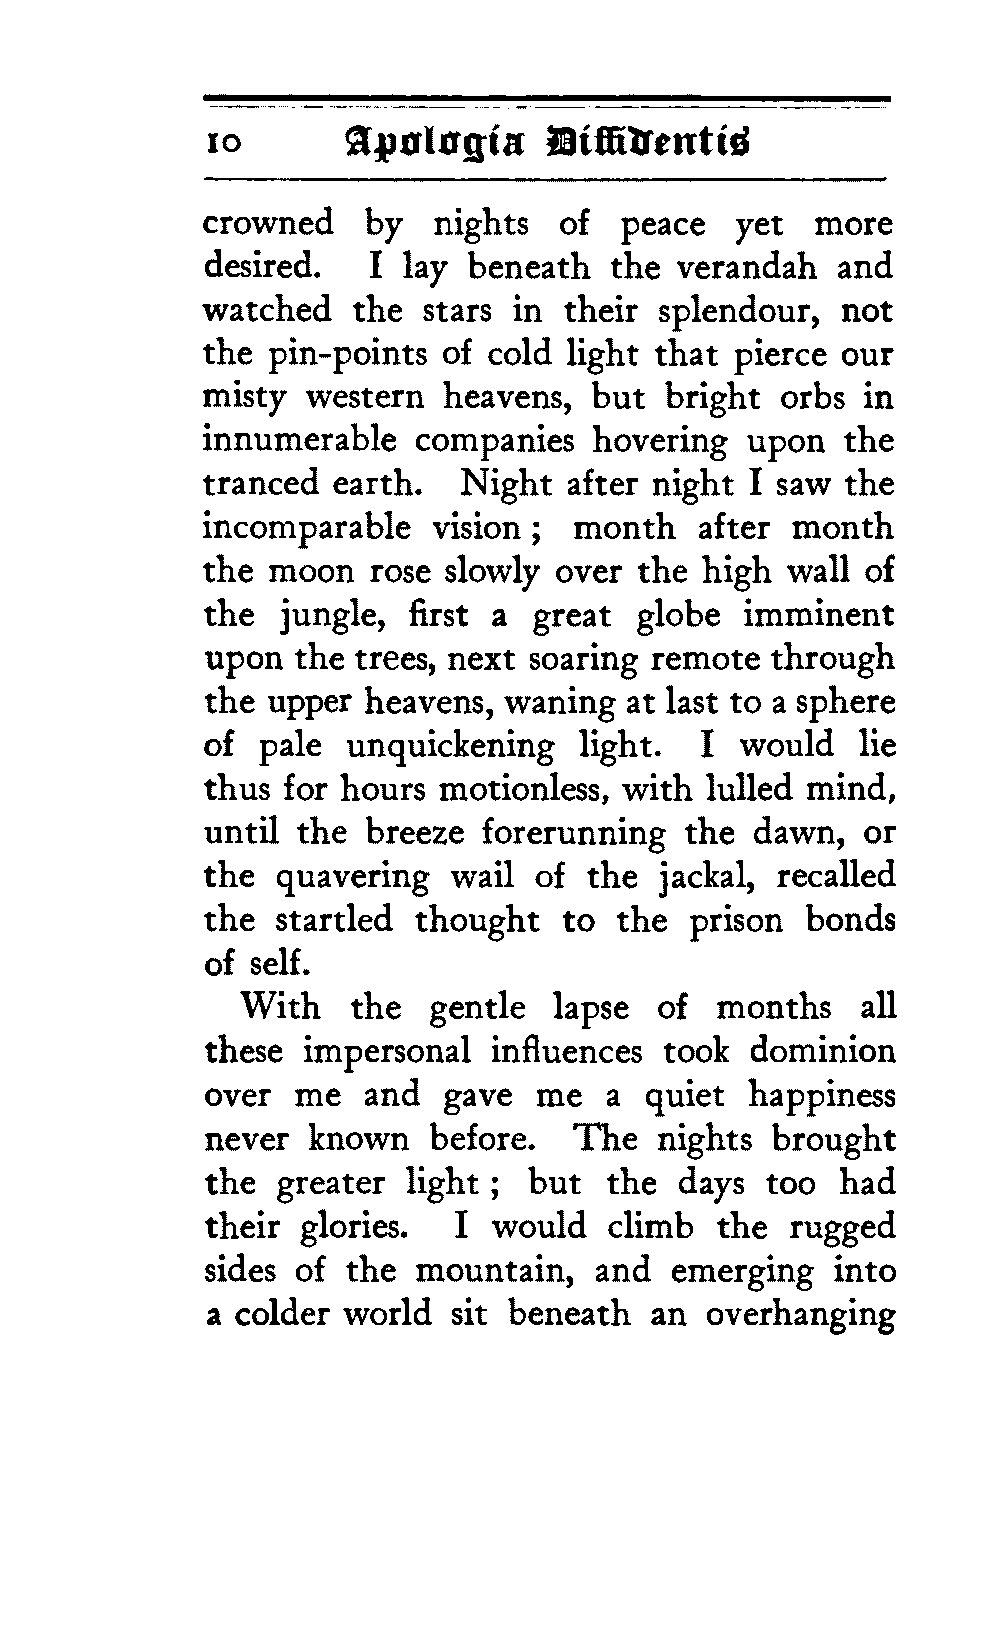 10 Apologia Diffidentis
crowned by nights of peace yet more
desired. I lay beneath the verandah and
watched the stars in their splendour, not
the pin-points of cold light that pierce our
misty western heavens, but bright orbs in
innumerable companies hovering upon the
tranced earth. Night after night I saw the
incomparable vision ; month after month
the moon rose slowly over the high wall of
the jungle, first a great globe imminent
upon the trees, next soaring remote through
the upper heavens, waning at last to a sphere
of pale unquickening light. I would lie
thus for hours motionless, with lulled mind,
until the breeze forerunning the dawn, or
the quavering wail of the jackal, recalled
the startled thought to the prison bonds
of self.
With the gentle lapse of months all
these impersonal influences took dominion
over me and gave me a quiet happiness
never known before. The nights brought
the greater light ; but the days too had
their glories. I would climb the rugged
sides of the mountain, and emerging into
a colder world sit beneath an overhanging